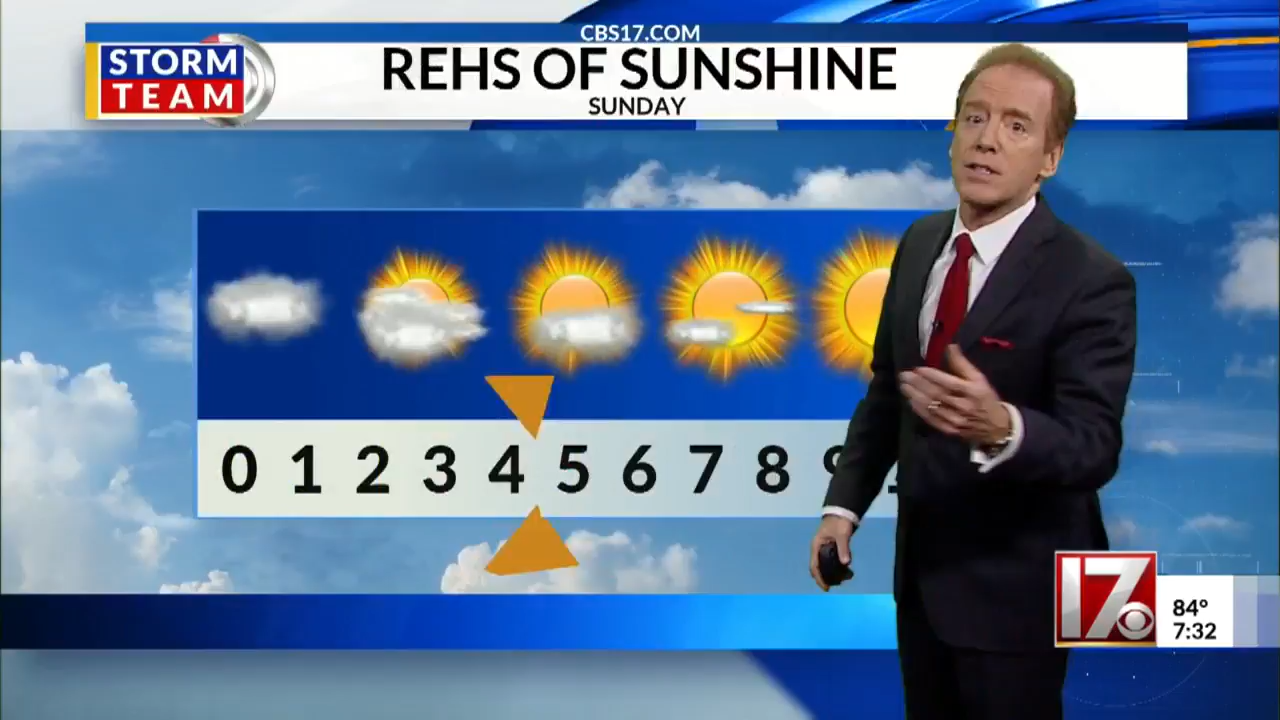 CBS17.COM
STORM
TEAM
REHS OF SUNSHINE
SUNDAY
0 1 2 3 4 5 6 7 8
17
84°
7:32